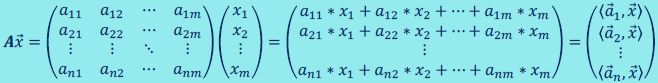 $\boldsymbol{A}\vec{x} = \begin{pmatrix} a_{11} & a_{12} & \cdots & a_{1m} \\ a_{21} & a_{22} & \cdots & a_{2m} \\ \vdots & \vdots & \ddots & \vdots \\ a_{n1} & a_{n2} & \cdots & a_{nm} \end{pmatrix} \begin{pmatrix} x_1 \\ x_2 \\ \vdots \\ x_m \end{pmatrix} = \begin{pmatrix} a_{11} * x_1 + a_{12} * x_2 + \cdots + a_{1m} * x_m \\ a_{21} * x_1 + a_{22} * x_2 + \cdots + a_{2m} * x_m \\ \vdots \\ a_{n1} * x_1 + a_{n2} * x_2 + \cdots + a_{nm} * x_m \end{pmatrix} = \begin{pmatrix} \langle \vec{a}_1, \vec{x} \rangle \\ \langle \vec{a}_2, \vec{x} \rangle \\ \vdots \\ \langle \vec{a}_n, \vec{x} \rangle \end{pmatrix}$